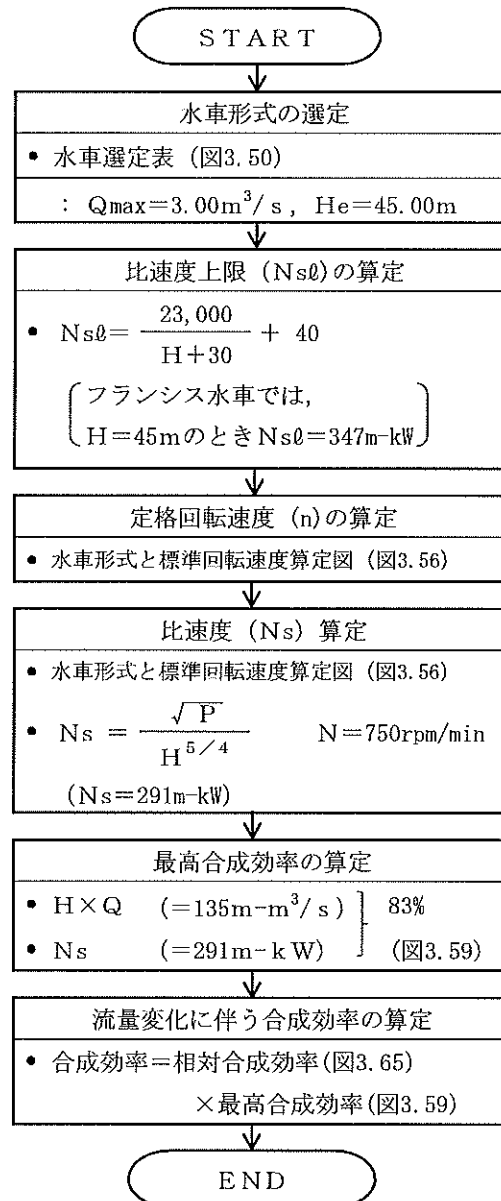 START
水車形式の選定
• 水車選定表 (図3.50)
: Qmax=3.00m³/s, He=45.00m
比速度上限 (Nsℓ)の算定
• Nsℓ= 23,000 / H+30 + 40
フランシス水車では,
H=45mのときNsℓ=347m-kW
定格回転速度 (n)の算定
• 水車形式と標準回転速度算定図 (図3.56)
比速度 (Ns) 算定
• 水車形式と標準回転速度算定図 (図3.56)
• Ns = √P / H^5/4 N=750rpm/min
(Ns=291m-kW)
最高合成効率の算定
• H×Q (=135m-m³/s) 83%
• Ns (=291m-kW) (図3.59)
流量変化に伴う合成効率の算定
• 合成効率=相対合成効率(図3.65)
×最高合成効率(図3.59)
END